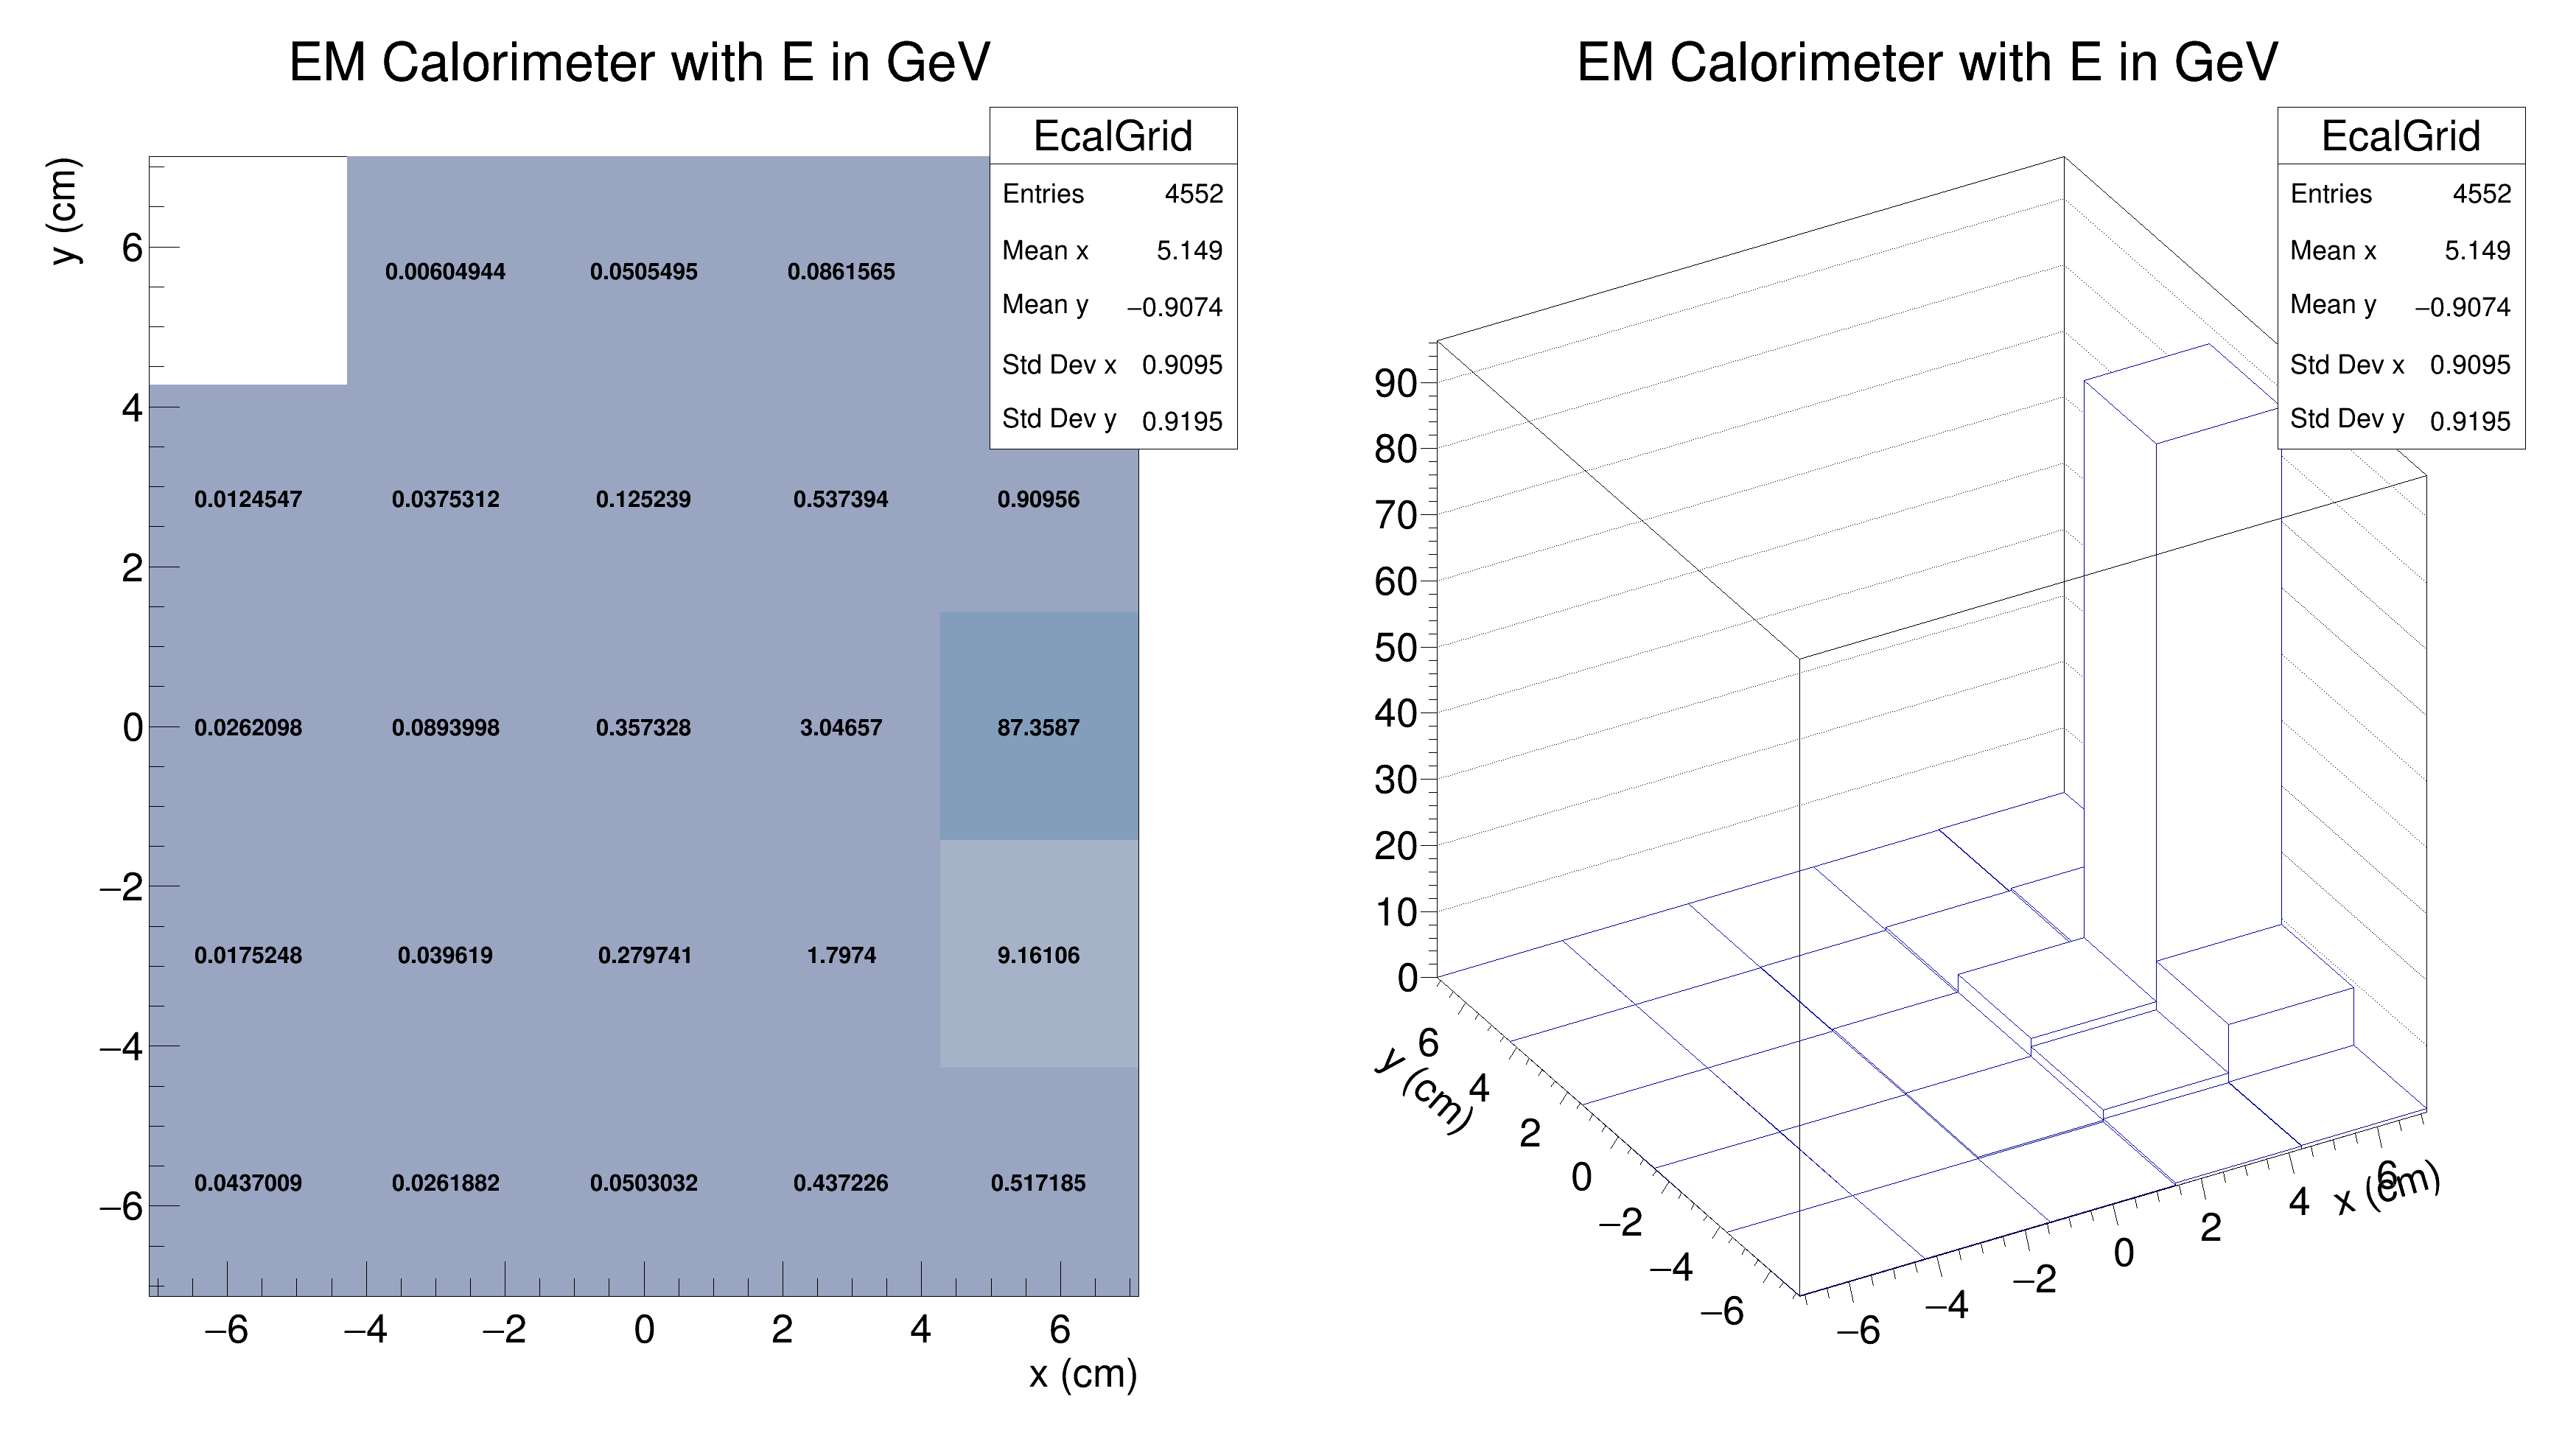 EM Calorimeter with E in GeV
EcalGrid
Entries 4552
Mean x 5.149
Mean y −0.9074
Std Dev x 0.9095
Std Dev y 0.9195
y (cm)
6
4
2
0
−2
−4
−6
0.00604944 0.0505495 0.0861565
0.0124547 0.0375312 0.125239 0.537394 0.90956
0.0262098 0.0893998 0.357328 3.04657 87.3587
0.0175248 0.039619 0.279741 1.7974 9.16106
0.0437009 0.0261882 0.0503032 0.437226 0.517185
−6 −4 −2 0 2 4 6
x (cm)
EM Calorimeter with E in GeV
EcalGrid
Entries 4552
Mean x 5.149
Mean y −0.9074
Std Dev x 0.9095
Std Dev y 0.9195
90
80
70
60
50
40
30
20
10
0
y (cm)
6
4
2
0
−2
−4
−6
−6
−4
−2
0
2
4
6
x (cm)